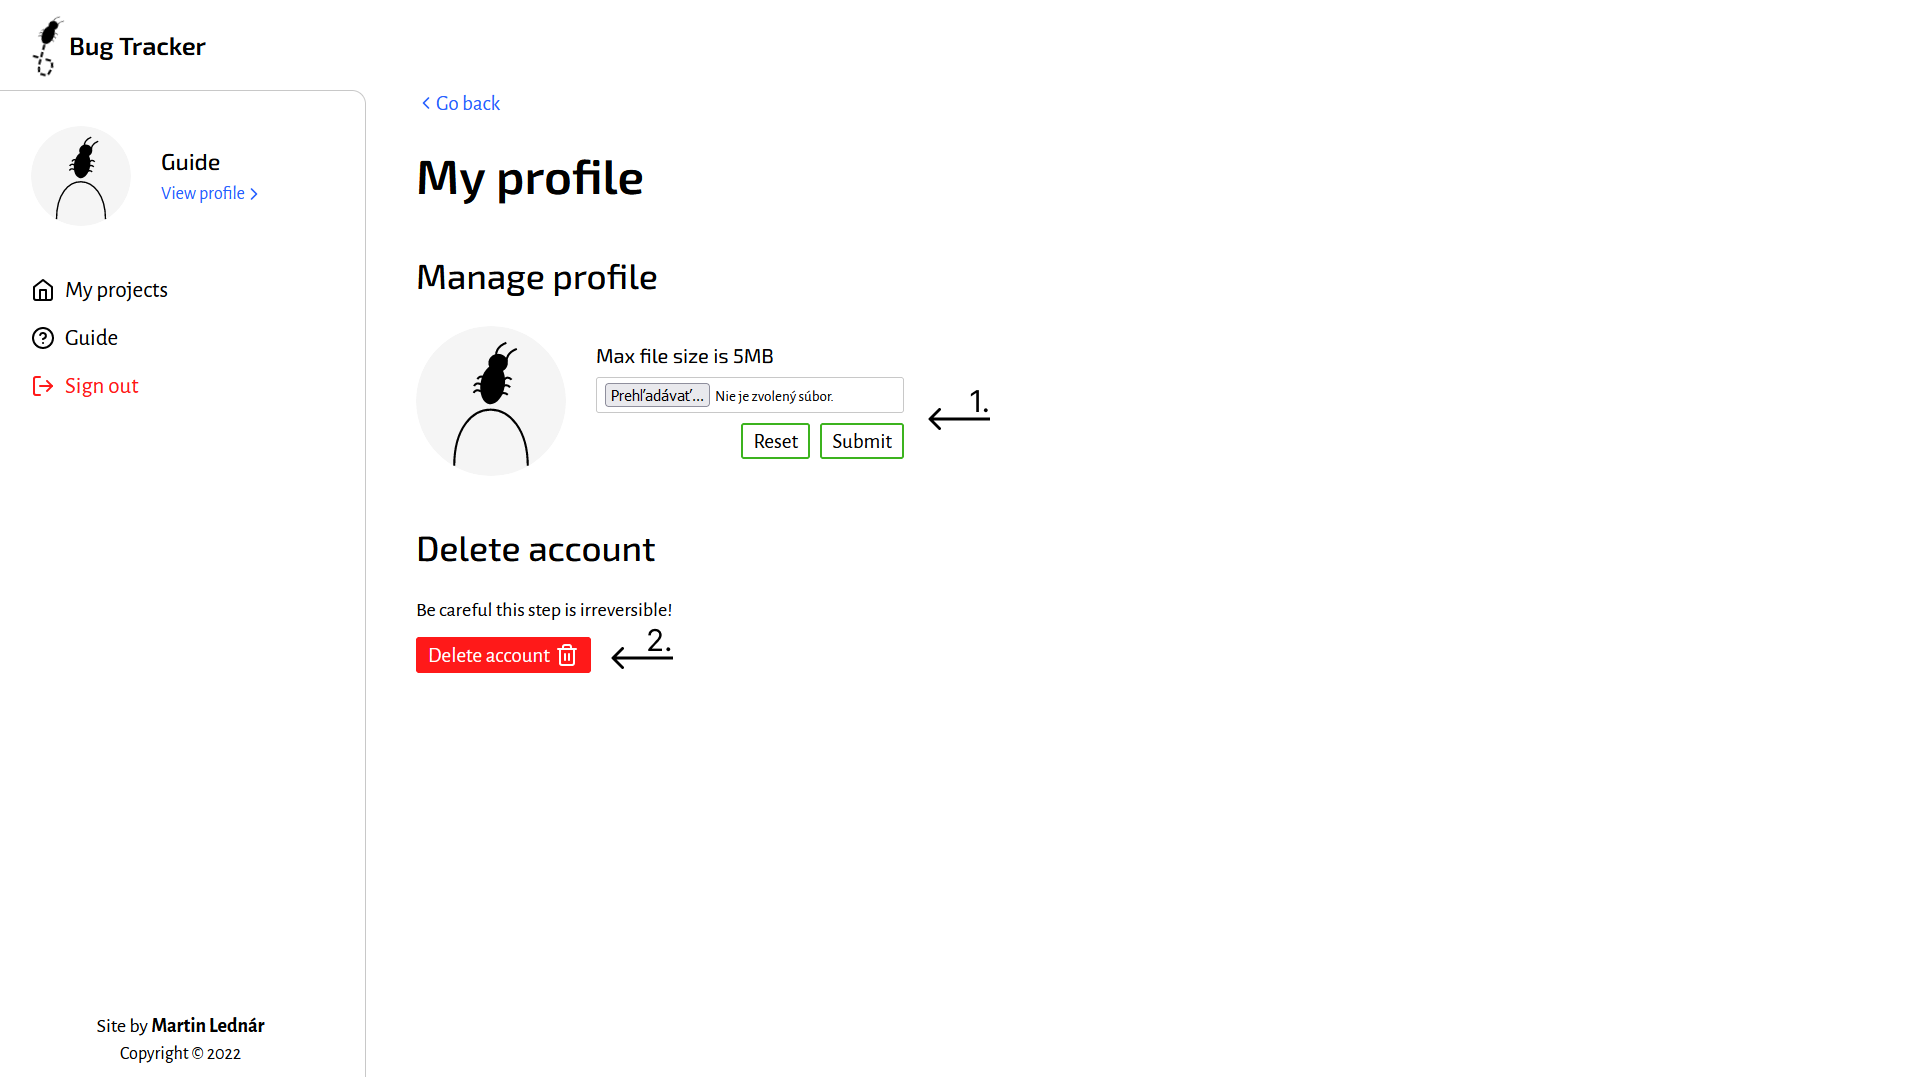 Bug Tracker
Go back
Guide
View profile
My profile
My projects
Guide
Sign out
Manage profile
Max file size is 5MB
Prehľadávať... Nie je zvolený súbor.
1.
Reset Submit
Delete account
Be careful this step is irreversible!
Delete account
2.
Site by Martin Lednár
Copyright © 2022